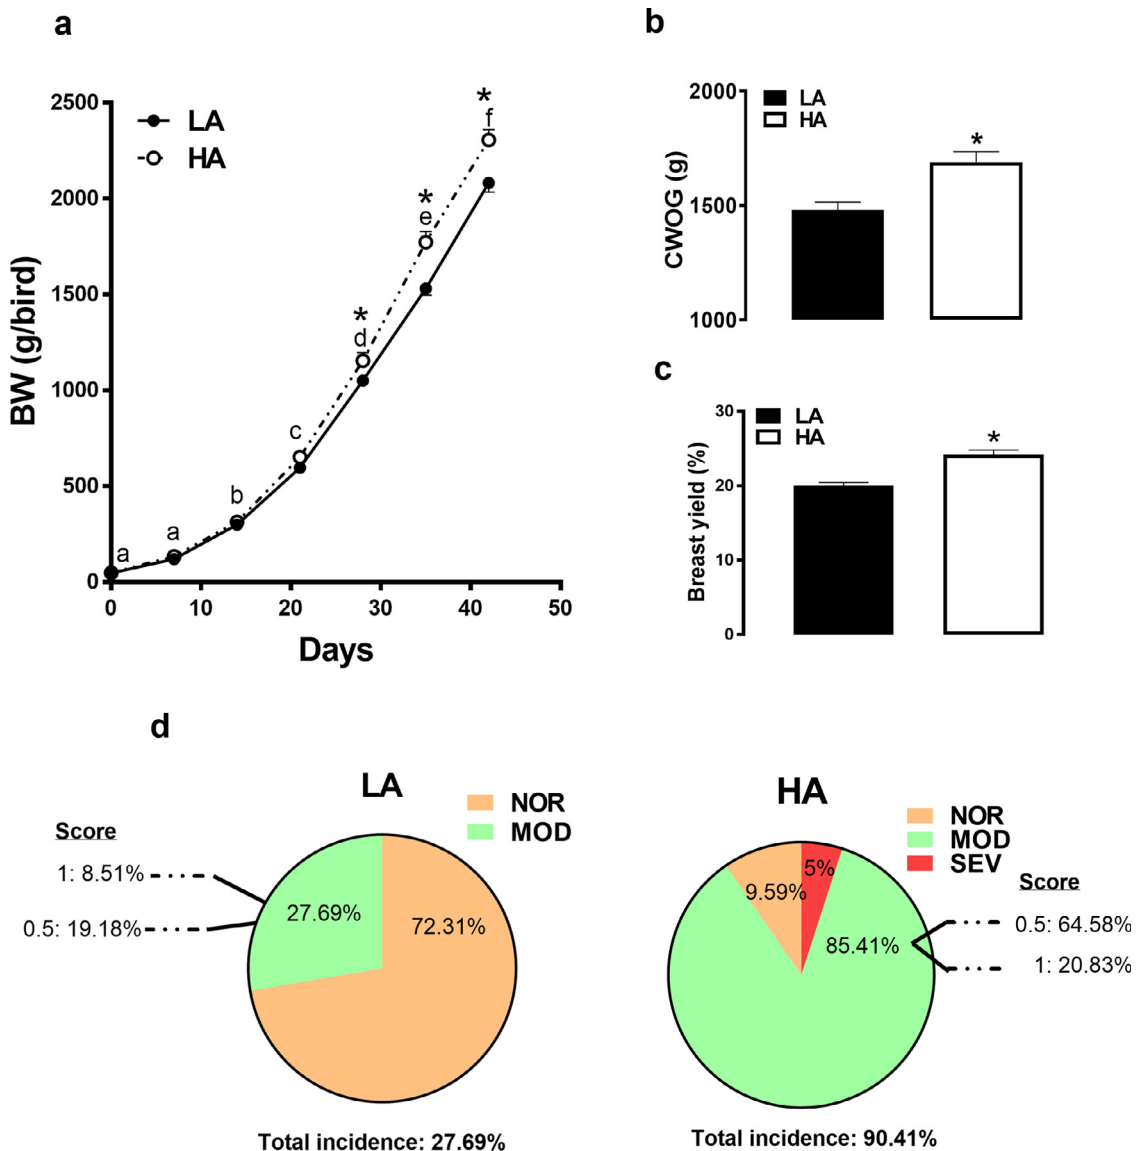 a
BW (g/bird)
2500
2000
1500
1000
500
0
LA
HA
a
a
b
c
d
*
e
*
f
*
0
10
20
30
40
50
Days
b
CWOG (g)
2000
1500
1000
LA
HA
*
c
Breast yield (%)
30
20
10
0
LA
HA
*
d
LA
NOR
MOD
Score
1: 8.51%
0.5: 19.18%
27.69%
72.31%
Total incidence: 27.69%
HA
NOR
MOD
SEV
5%
9.59%
85.41%
Score
0.5: 64.58%
1: 20.83%
Total incidence: 90.41%